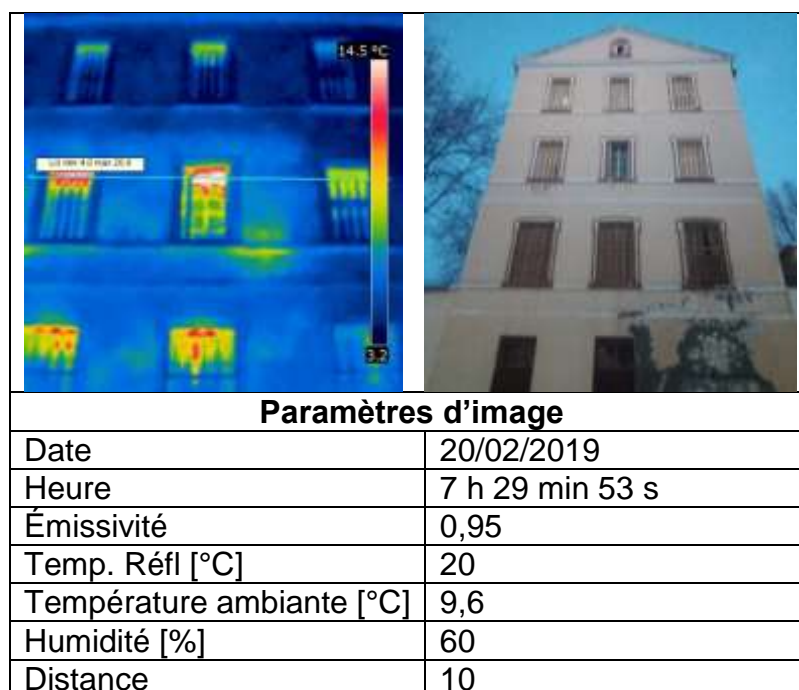 14.5 °C
3.2
Paramètres d'image
Date 20/02/2019
Heure 7 h 29 min 53 s
Émissivité 0,95
Temp. Réfl [°C] 20
Température ambiante [°C] 9,6
Humidité [%] 60
Distance 10